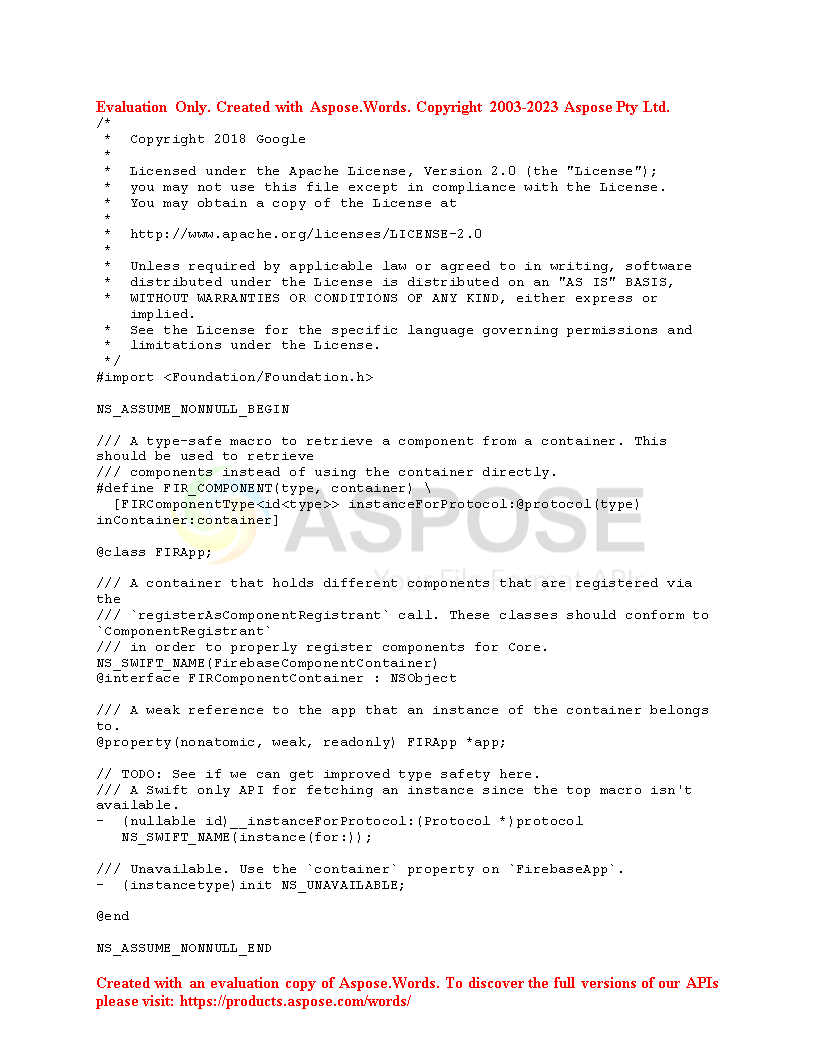 Evaluation Only. Created with Aspose.Words. Copyright 2003-2023 Aspose Pty Ltd.
/*
 *  Copyright 2018 Google
 *
 *  Licensed under the Apache License, Version 2.0 (the "License");
 *  you may not use this file except in compliance with the License.
 *  You may obtain a copy of the License at
 *
 *  http://www.apache.org/licenses/LICENSE-2.0
 *
 *  Unless required by applicable law or agreed to in writing, software
 *  distributed under the License is distributed on an "AS IS" BASIS,
 *  WITHOUT WARRANTIES OR CONDITIONS OF ANY KIND, either express or
    implied.
 *  See the License for the specific language governing permissions and
 *  limitations under the License.
 */
#import <Foundation/Foundation.h>

NS_ASSUME_NONNULL_BEGIN

/// A type-safe macro to retrieve a component from a container. This
should be used to retrieve
/// components instead of using the container directly.
#define FIR_COMPONENT(type, container) \
  [FIRComponentType<id<type>> instanceForProtocol:@protocol(type)
inContainer:container]
ASPOSE

@class FIRApp;

Your File Format APIs
/// A container that holds different components that are registered via
the
/// `registerAsComponentRegistrant` call. These classes should conform to
`ComponentRegistrant`
/// in order to properly register components for Core.
NS_SWIFT_NAME(FirebaseComponentContainer)
@interface FIRComponentContainer : NSObject

/// A weak reference to the app that an instance of the container belongs
to.
@property(nonatomic, weak, readonly) FIRApp *app;

// TODO: See if we can get improved type safety here.
/// A Swift only API for fetching an instance since the top macro isn't
available.
-  (nullable id)__instanceForProtocol:(Protocol *)protocol
   NS_SWIFT_NAME(instance(for:));

/// Unavailable. Use the `container` property on `FirebaseApp`.
-  (instancetype)init NS_UNAVAILABLE;

@end

NS_ASSUME_NONNULL_END

Created with an evaluation copy of Aspose.Words. To discover the full versions of our APIs
please visit: https://products.aspose.com/words/